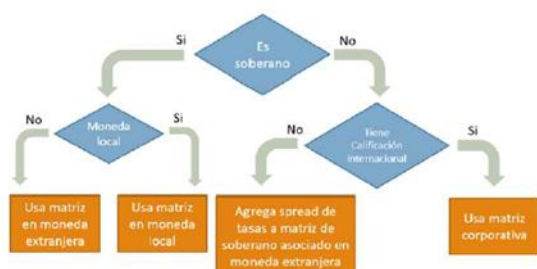 Si
No
Es
soberano
No
Moneda
local
Si
No
Tiene
Calificación
Internacional
Si
Usa matriz
en moneda
extranjera
Usa matriz
en moneda
local
Agrega spread de
tasas a matriz de
soberano asociado en
moneda extranjera
Usa matriz
corporativa